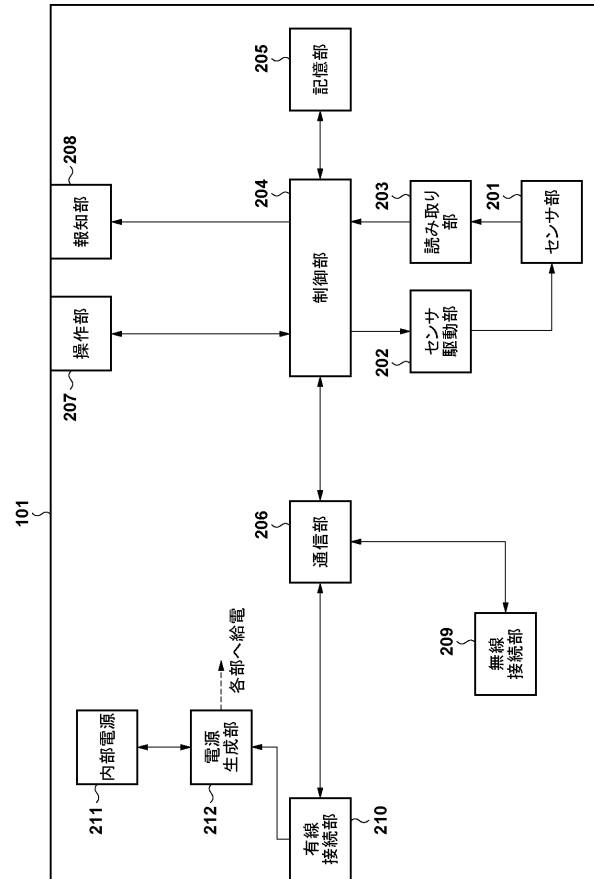 101
211
内部電源
212
電源
生成部
各部へ給電
210
有線
接続部
209
無線
接続部
206
通信部
207
操作部
208
報知部
204
制御部
205
記憶部
202
センサ
駆動部
203
読み取り
部
201
センサ部